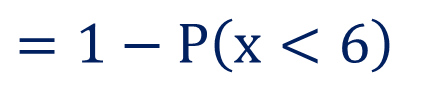 = 1 − P(x < 6)